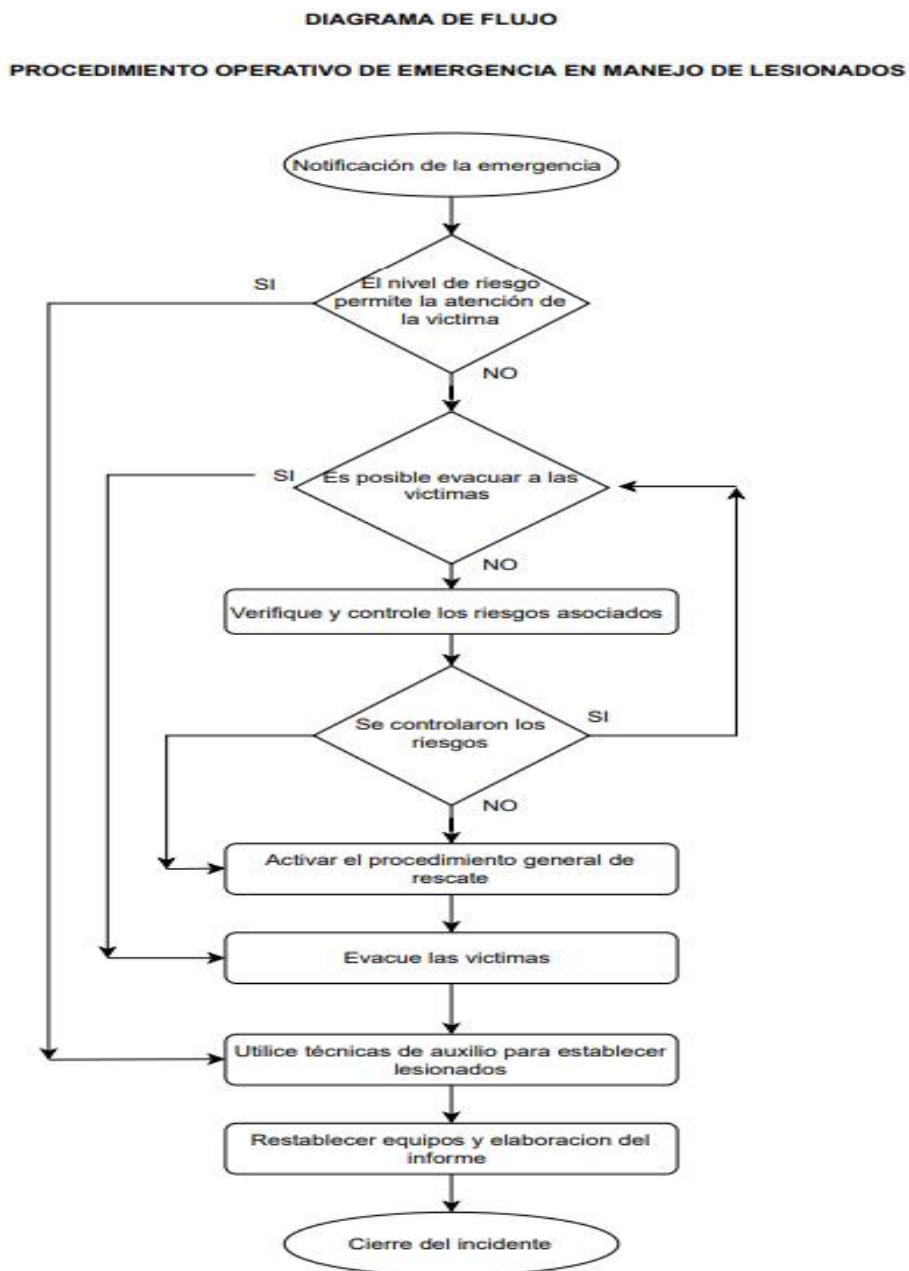 DIAGRAMA DE FLUJO
PROCEDIMIENTO OPERATIVO DE EMERGENCIA EN MANEJO DE LESIONADOS
Notificación de la emergencia
SI
El nivel de riesgo
permite la atención de
la victima
NO
SI
Es posible evacuar a las
victimas
NO
Verifique y controle los riesgos asociados
Se controlaron los
riesgos
SI
NO
Activar el procedimiento general de
rescate
Evacue las victimas
Utilice técnicas de auxilio para establecer
lesionados
Restablecer equipos y elaboracion del
informe
Cierre del incidente